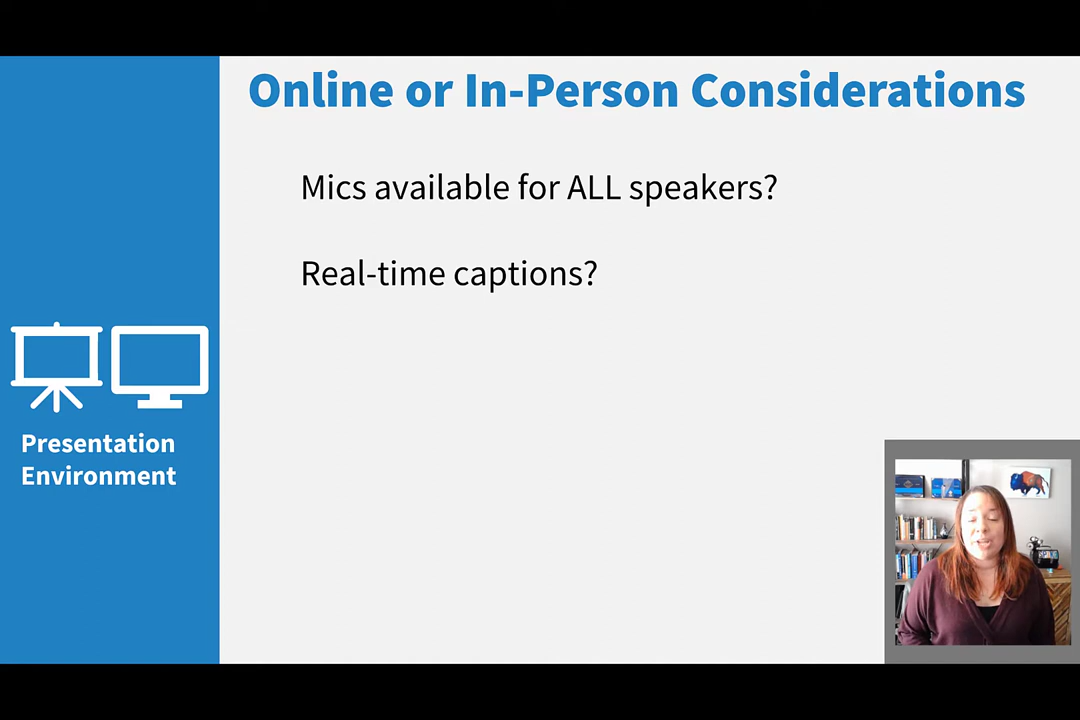 Online or In-Person Considerations
Mics available for ALL speakers?
Real-time captions?
Presentation
Environment